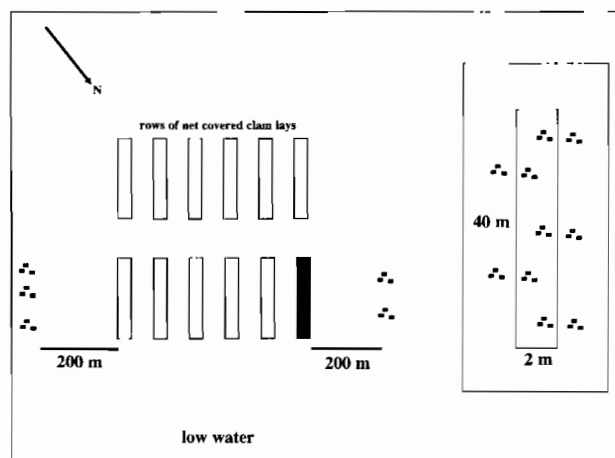 N
rows of net covered clam lays
40 m
200 m
200 m
2 m
low water